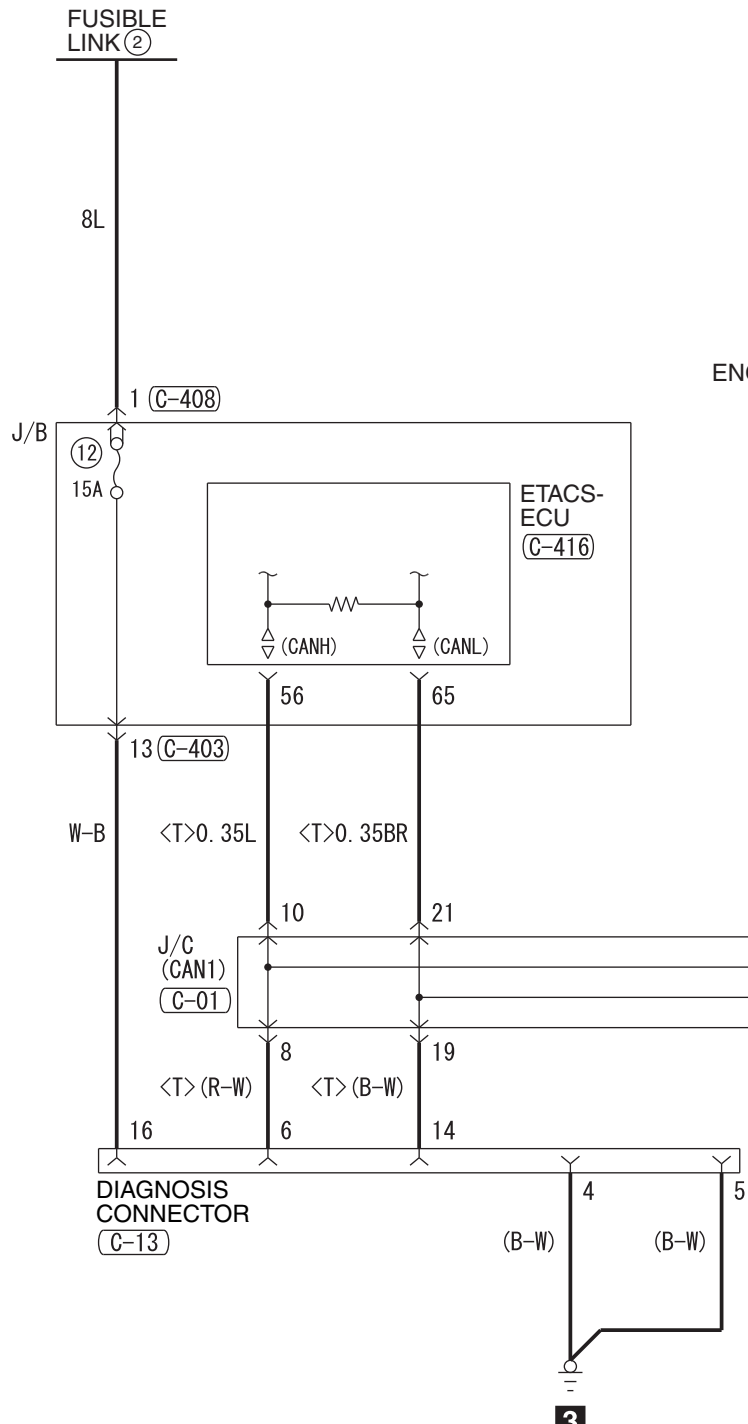 FUSIBLE
LINK ②
8L
1 C-408
J/B
⑫
15A
ETACS-
ECU
C-416
(CANH)
(CANL)
56
65
13 C-403
W-B
<T>0.35L
<T>0.35BR
10
21
J/C
(CAN1)
C-01
8
19
<T>(R-W)
<T>(B-W)
16
6
14
DIAGNOSIS
CONNECTOR
C-13
4
5
(B-W)
(B-W)
3